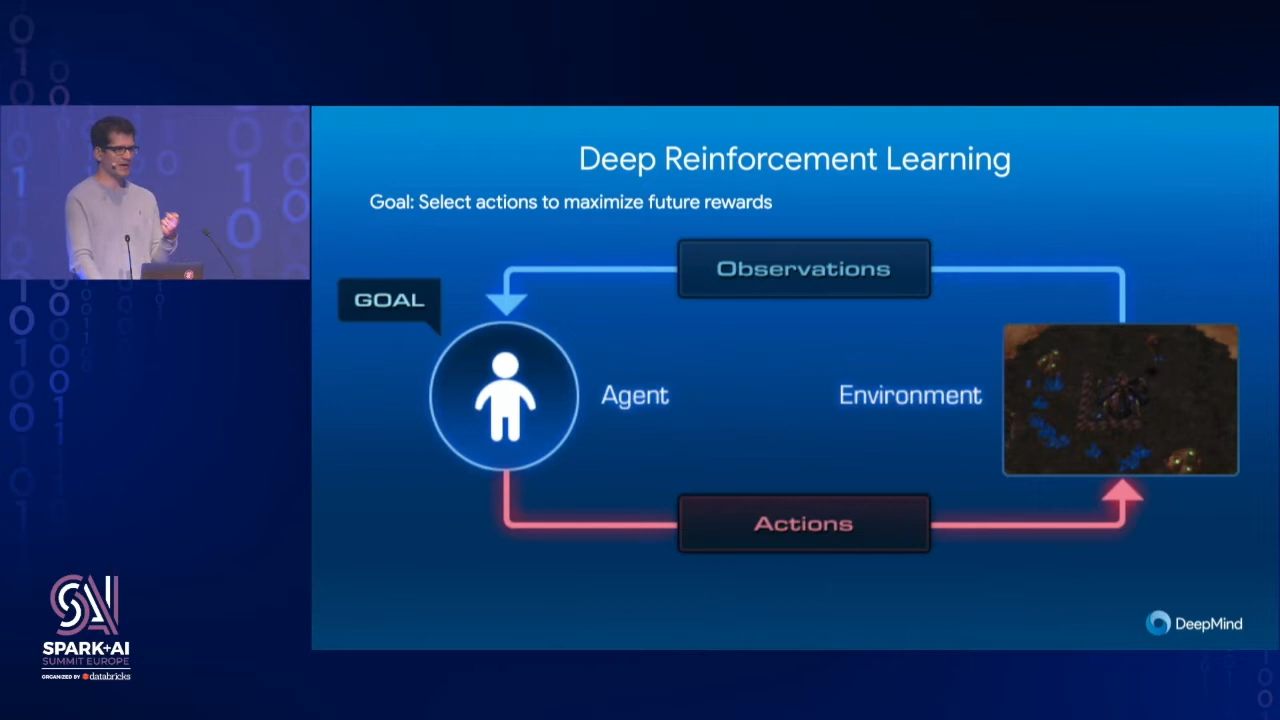 Deep Reinforcement Learning
Goal: Select actions to maximize future rewards
Observations
GOAL
Agent
Environment
Actions
DeepMind
SAI
SPARK+AI
SUMMIT EUROPE
ORGANIZED BY databricks